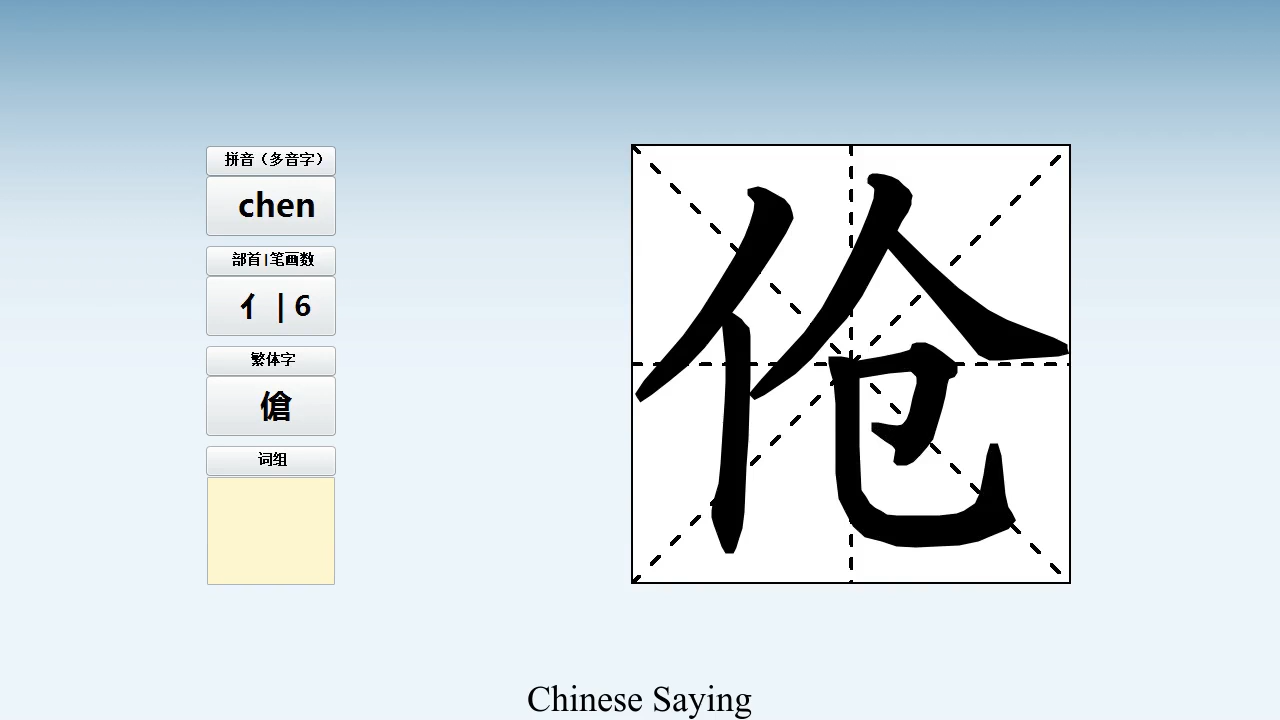 拼音（多音字）
chen
部首|笔画数
亻 | 6
繁体字
傖
词组
伧
Chinese Saying